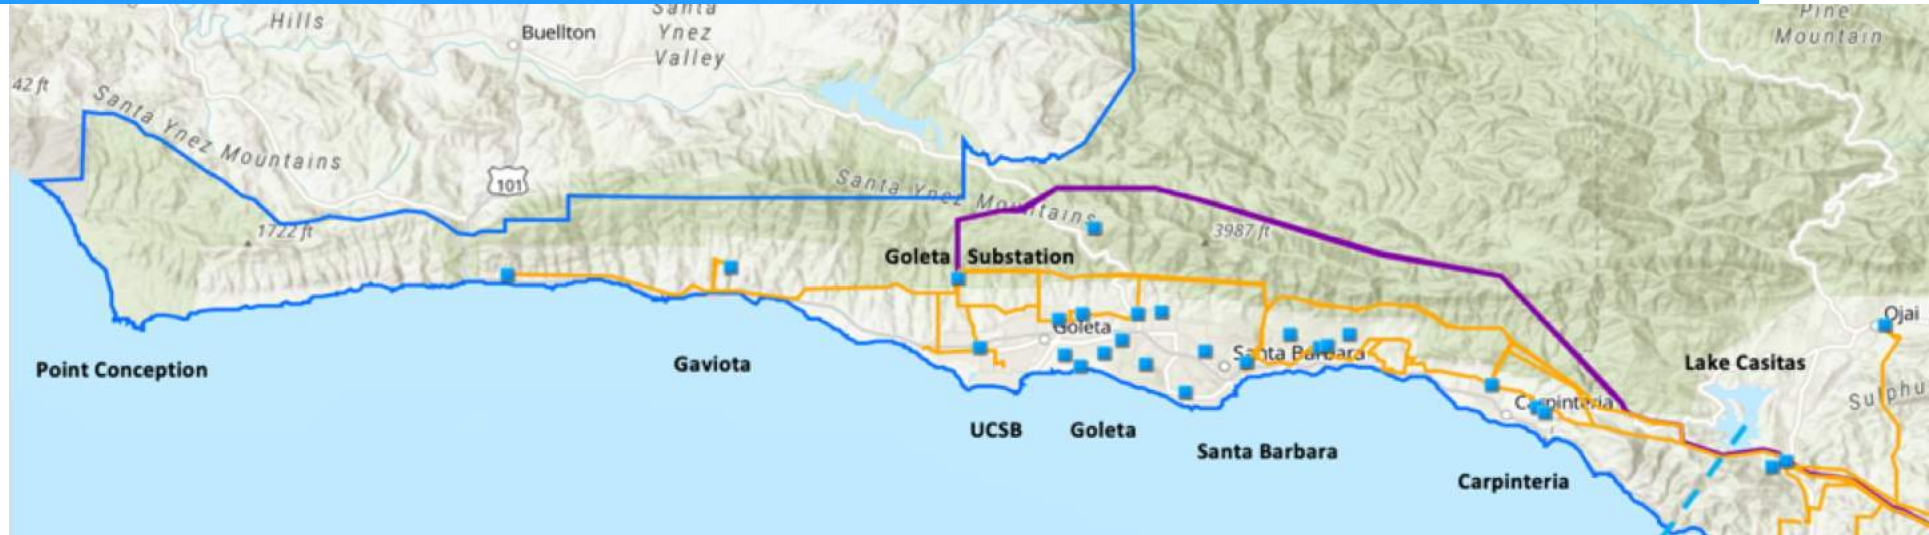 Hills
Buellton
Santa
Ynez
Valley
Pine
Mountain
42 ft
Santa Ynez Mountains
101
Santa Ynez Mountains
1722 ft
3987 ft
Goleta Substation
Goleta
Ojai
Santa Barbara
Lake Casitas
Point Conception
Gaviota
Sulphu
Carpinteria
UCSB
Goleta
Santa Barbara
Carpinteria